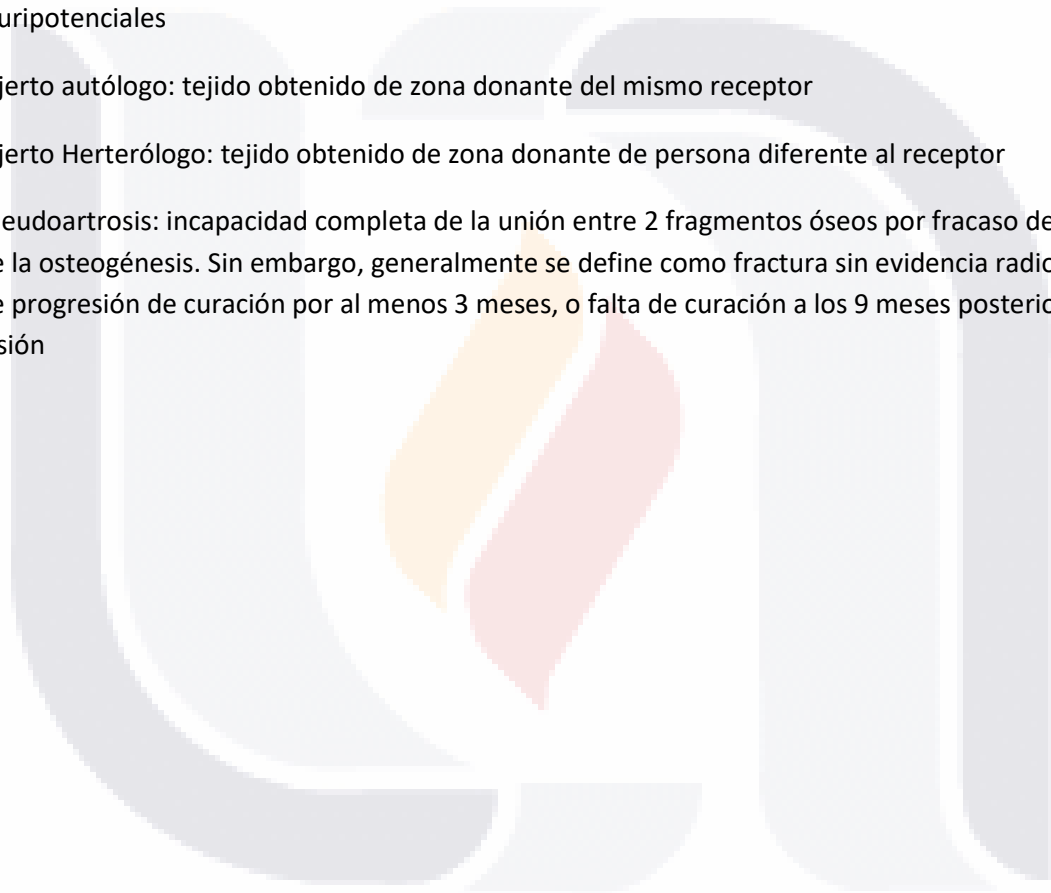 uripotenciales
jerto autólogo: tejido obtenido de zona donante del mismo receptor
jerto Herterólogo: tejido obtenido de zona donante de persona diferente al receptor
eudoartrosis: incapacidad completa de la unión entre 2 fragmentos óseos por fracaso de
e la osteogénesis. Sin embargo, generalmente se define como fractura sin evidencia radio
e progresión de curación por al menos 3 meses, o falta de curación a los 9 meses posterio
sión